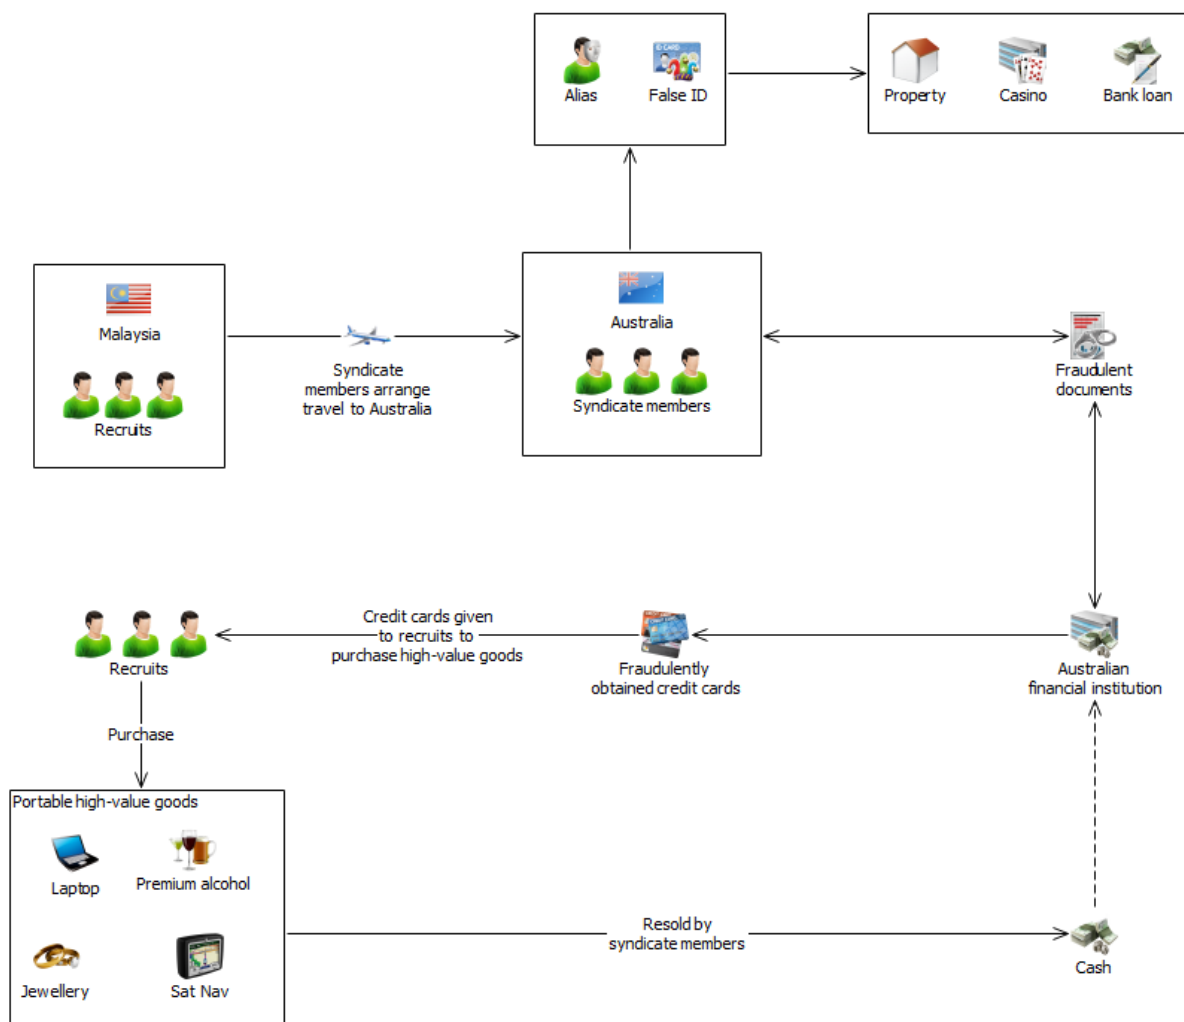 ID CARD
Alias
False ID
Property
Casino
Bank loan
Malaysia
Recruits
Syndicate
members arrange
travel to Australia
Australia
Syndicate members
Fraudulent
documents
Recruits
Credit cards given
to recruits to
purchase high-value goods
Fraudulently
obtained credit cards
Australian
financial institution
Purchase
Portable high-value goods
Laptop
Premium alcohol
Jewellery
Sat Nav
Resold by
syndicate members
Cash